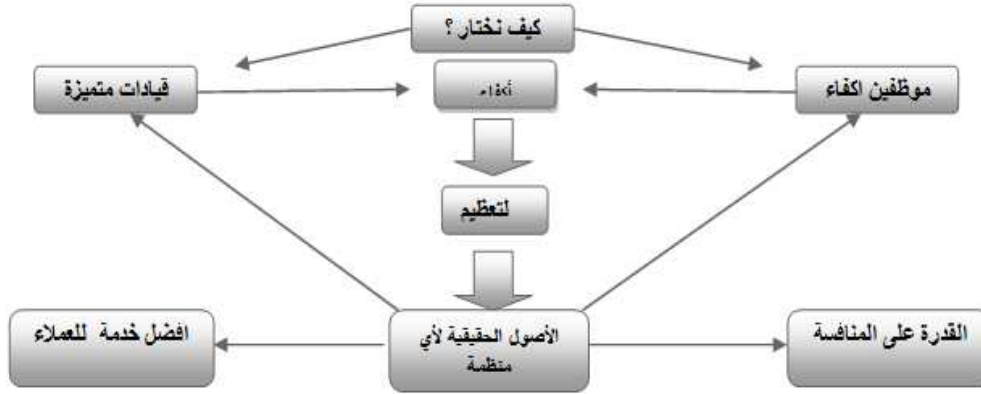 كيف نختار ؟
موظفين اكفاء
أكفاء
قيادات متميزة
لتعظيم
القدرة على المنافسة
الأصول الحقيقية لأي
منظمة
افضل خدمة للعملاء